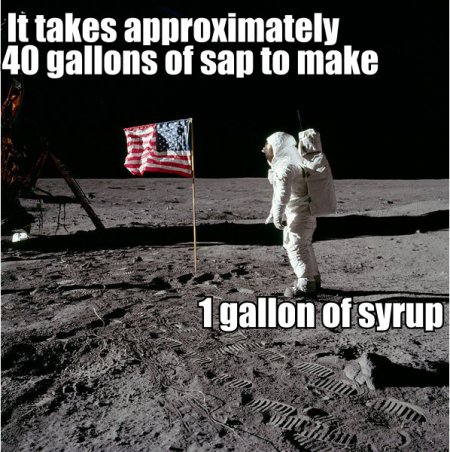 It takes approximately
40 gallons of sap to make
1 gallon of syrup